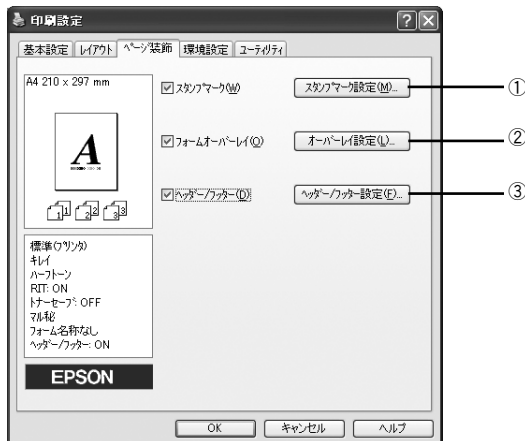 印刷設定
基本設定 レイアウト ページ装飾 環境設定 ユーティリティ
A4 210 x 297 mm
A
1 1 2 2 3 3
スタンプマーク(W) スタンプマーク設定(M)... ①
フォームオーバーレイ(O) オーバーレイ設定(L)... ②
ヘッダー/フッター(D) ヘッダー/フッター設定(F)... ③
標準(プリンタ)
キレイ
ハーフトーン
RIT: ON
トナーセーブ: OFF
マル秘
フォーム名称なし
ヘッダー/フッター: ON
EPSON
OK キャンセル ヘルプ